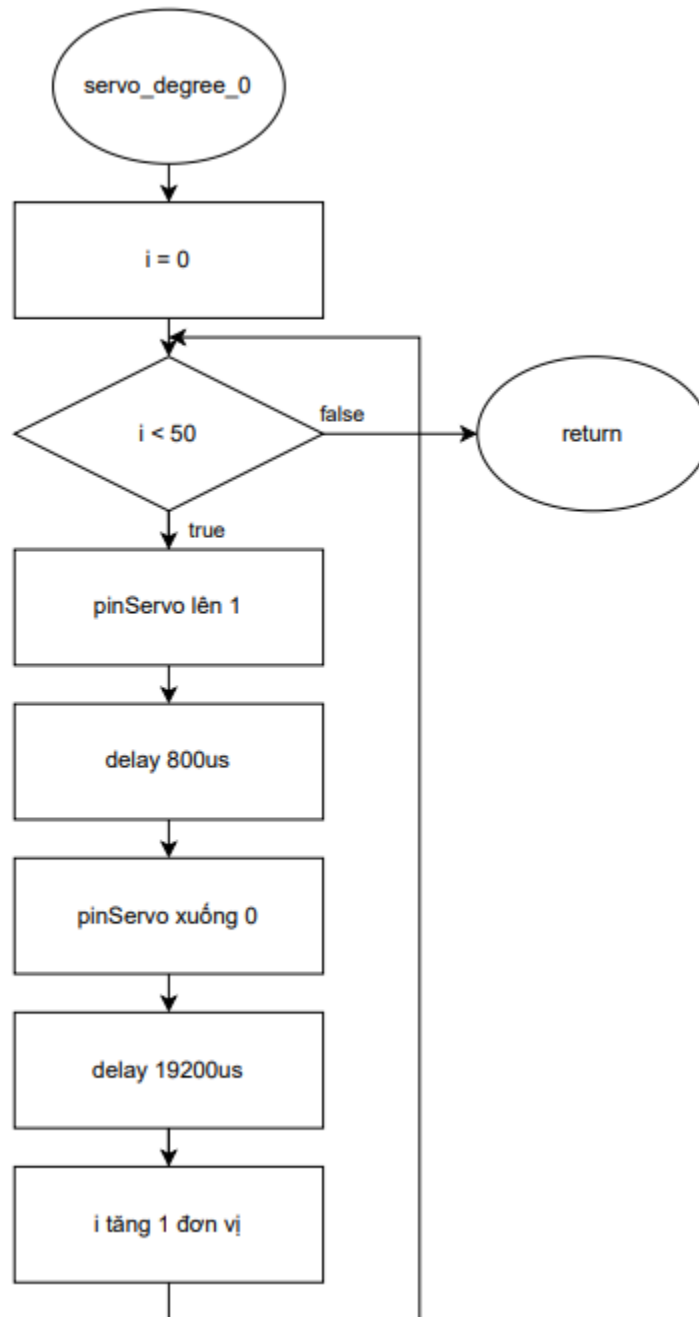 servo_degree_0
i = 0
i < 50
false
return
true
pinServo lên 1
delay 800us
pinServo xuống 0
delay 19200us
i tăng 1 đơn vị